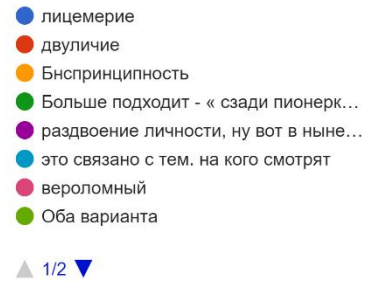 лицемерие
двуличие
Бнспринципность
Больше подходит - « сзади пионерк…
раздвоение личности, ну вот в ныне…
это связано с тем. на кого смотрят
вероломный
Оба варианта
1/2